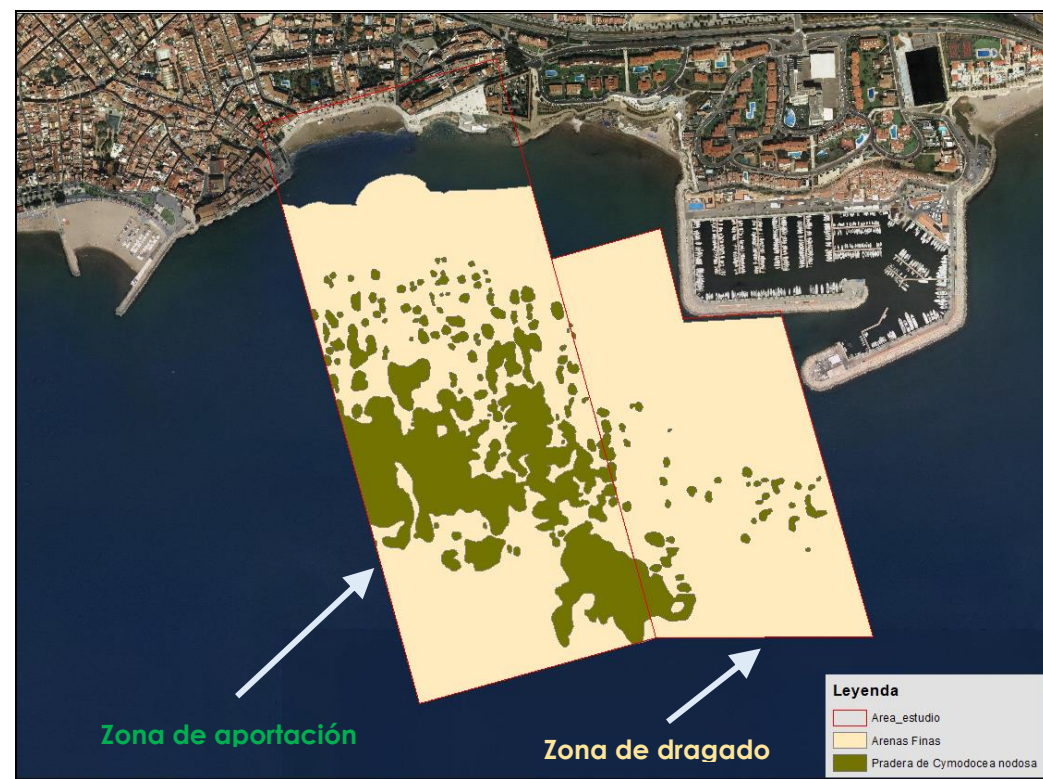 Zona de aportación
Zona de dragado
Leyenda
Area_estudio
Arenas Finas
Pradera de Cymodocea nodosa